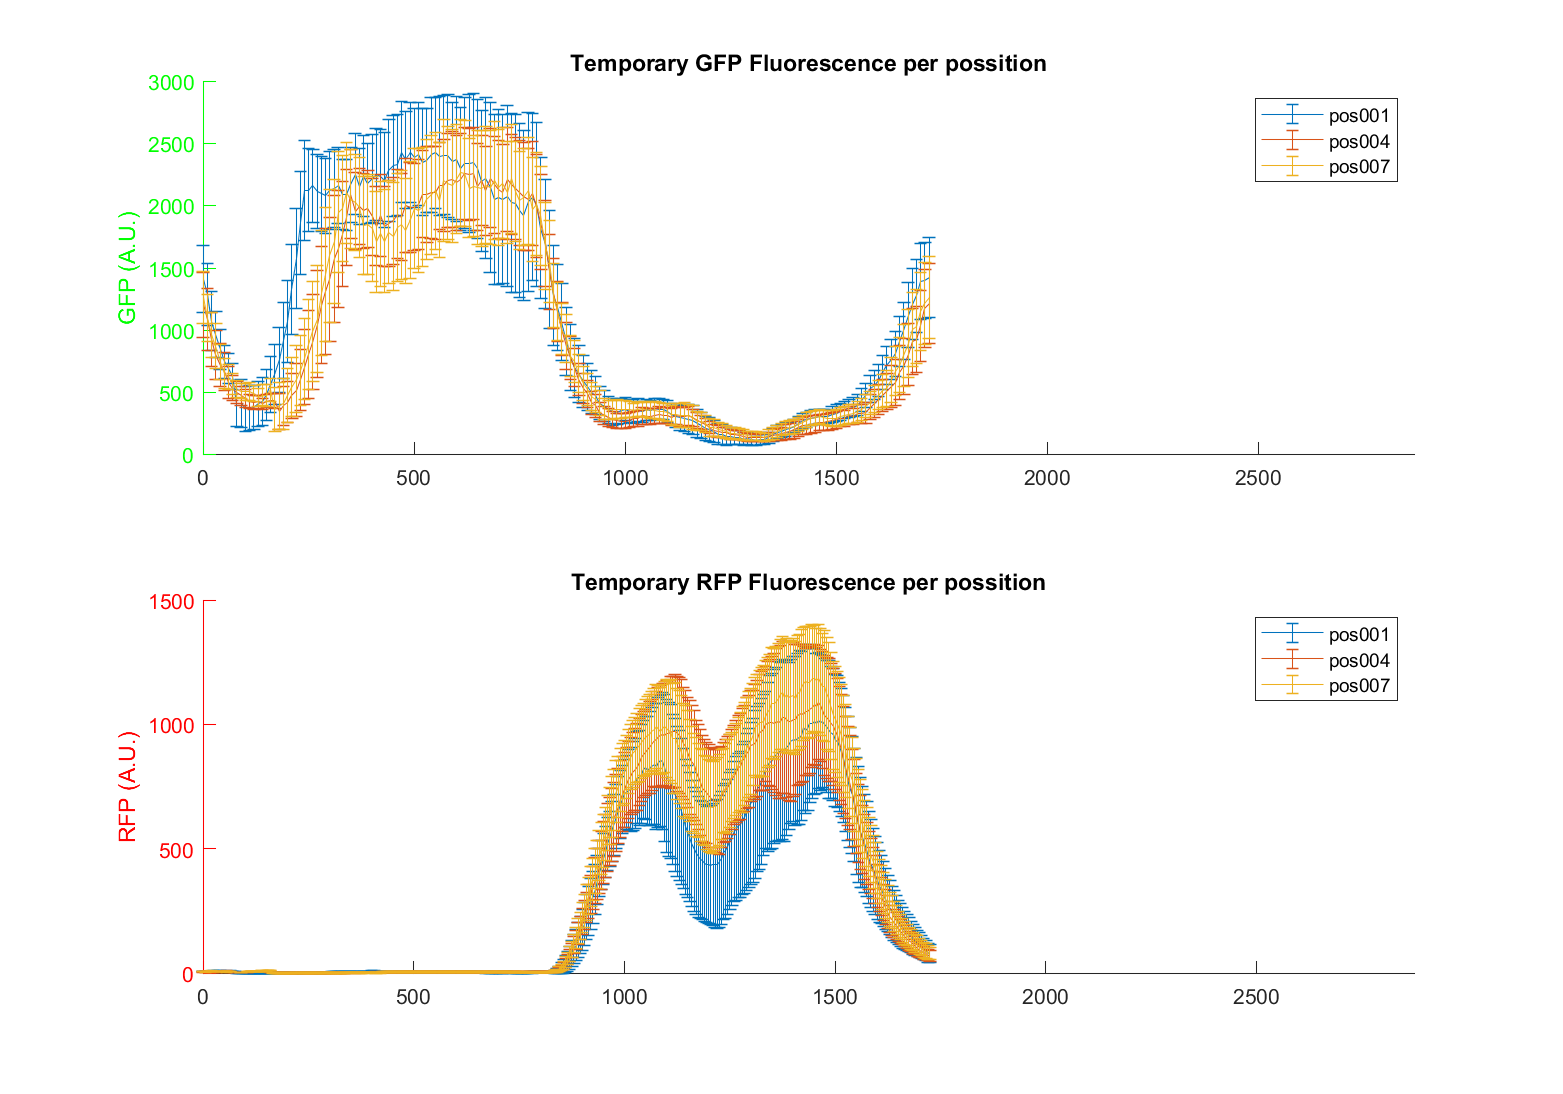 Temporary GFP Fluorescence per possition
3000
2500
2000
1500
1000
500
0
GFP (A.U.)
0 500 1000 1500 2000 2500
pos001
pos004
pos007
Temporary RFP Fluorescence per possition
1500
1000
500
0
RFP (A.U.)
0 500 1000 1500 2000 2500
pos001
pos004
pos007